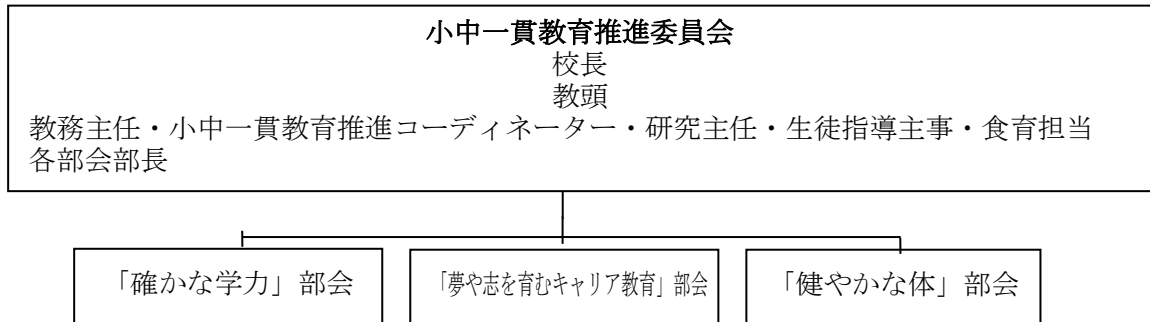 小中一貫教育推進委員会
校長
教頭
教務主任・小中一貫教育推進コーディネーター・研究主任・生徒指導主事・食育担当
各部会部長
「確かな学力」部会
「夢や志を育むキャリア教育」部会
「健やかな体」部会